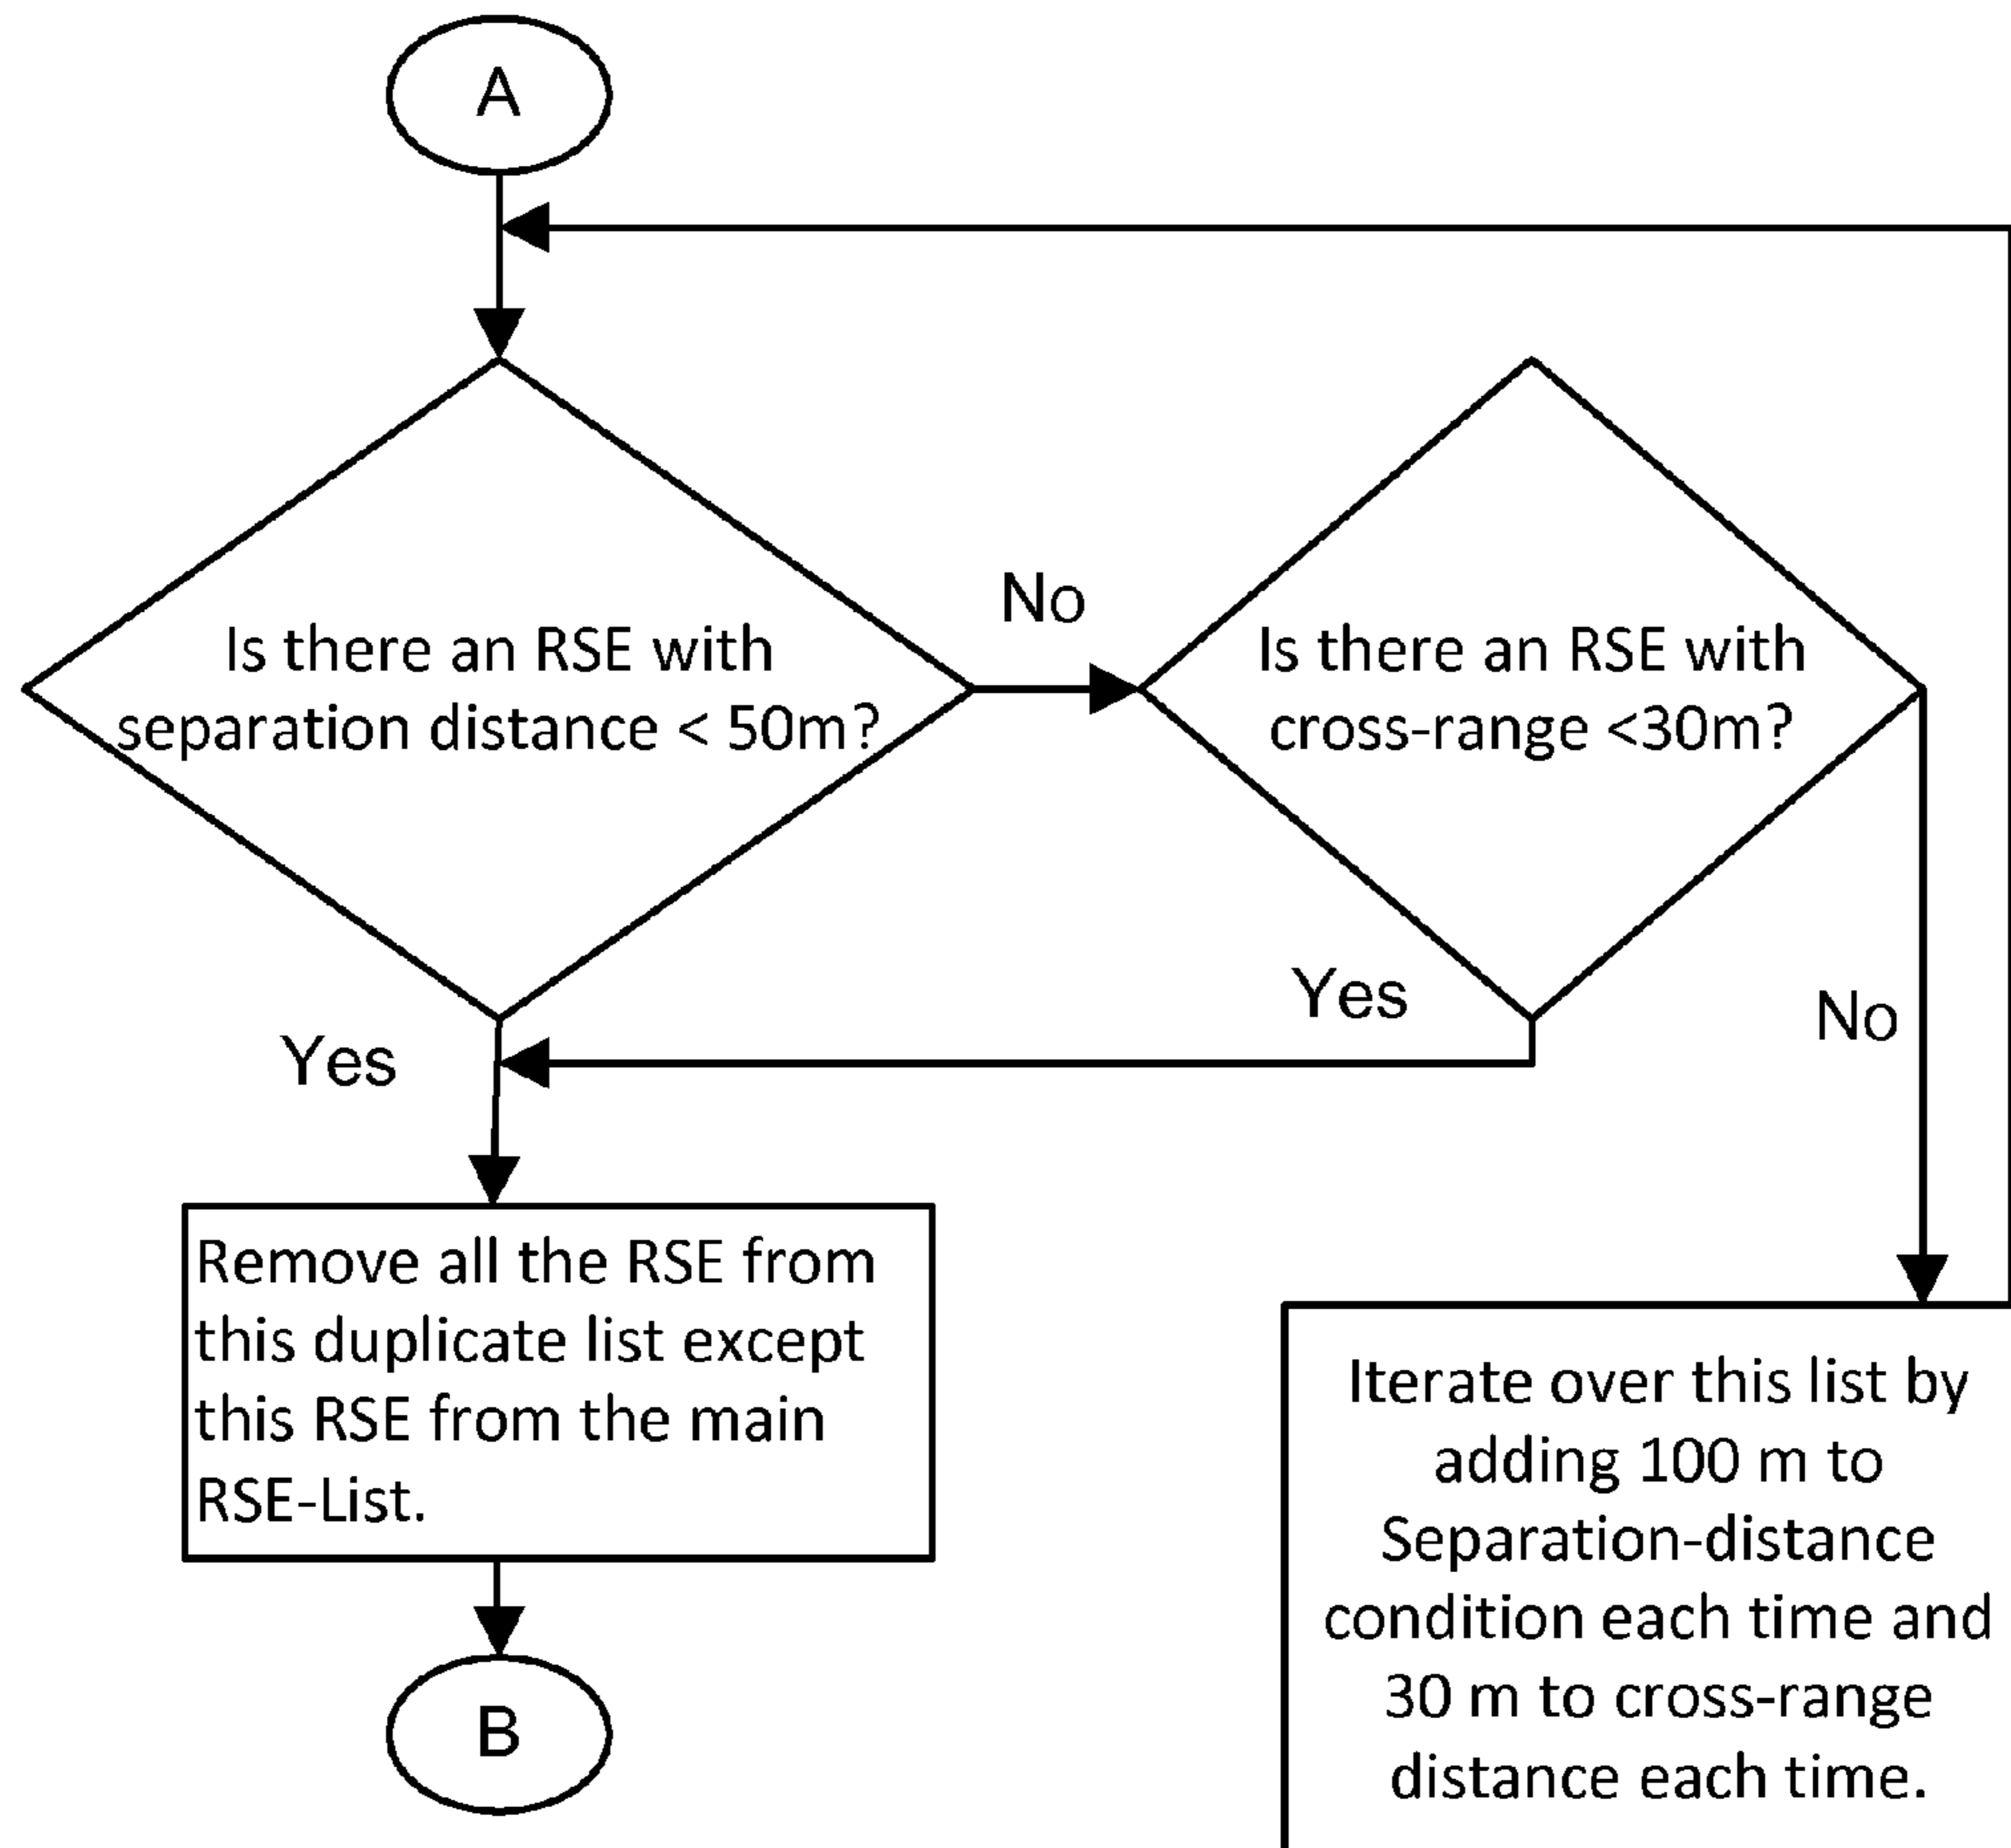 A
Is there an RSE with
separation distance < 50m?
No
Is there an RSE with
cross-range <30m?
Yes
Yes
No
Remove all the RSE from
this duplicate list except
this RSE from the main
RSE-List.
Iterate over this list by
adding 100 m to
Separation-distance
condition each time and
30 m to cross-range
distance each time.
B